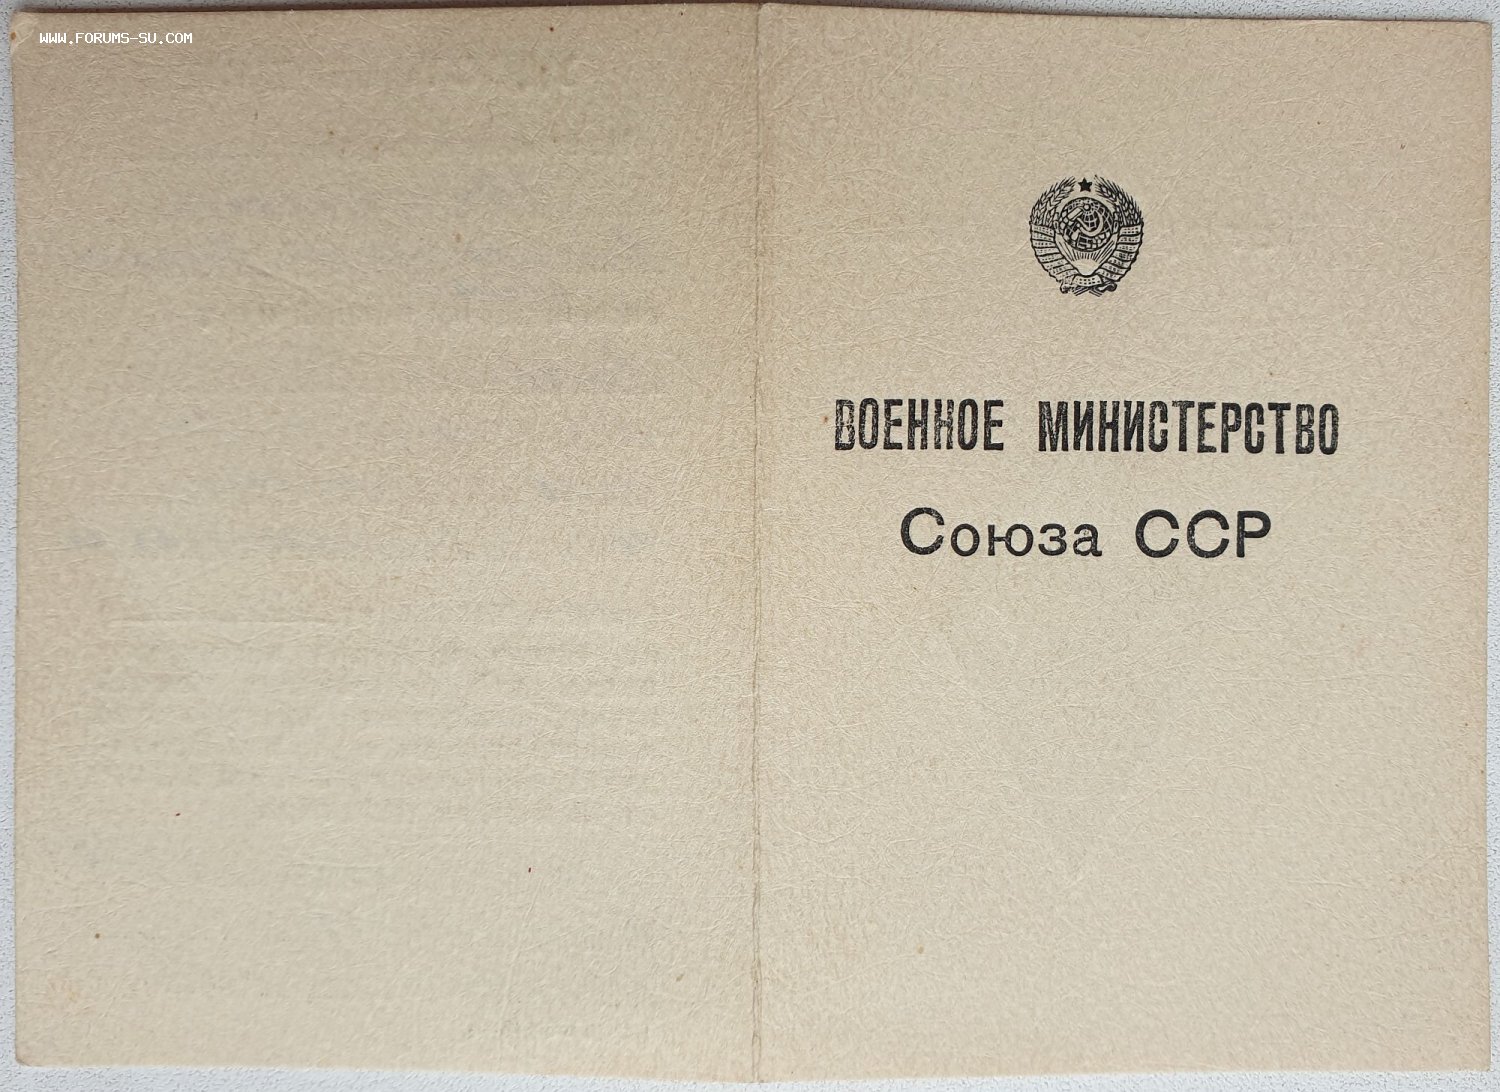 WWW.FORUMS-SU.COM
ВОЕННОЕ МИНИСТЕРСТВО
Союза ССР